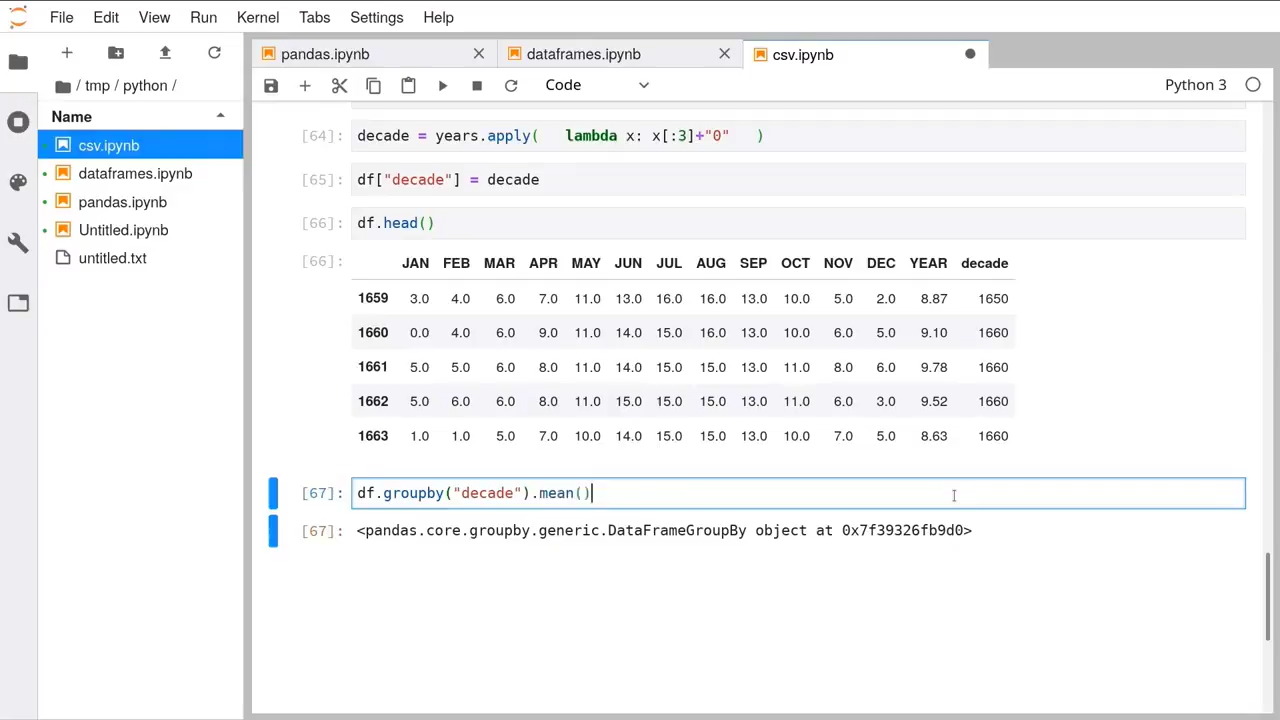 File Edit View Run Kernel Tabs Settings Help
pandas.ipynb dataframes.ipynb csv.ipynb
/ tmp / python /
Code Python 3
Name
csv.ipynb
dataframes.ipynb
pandas.ipynb
Untitled.ipynb
untitled.txt
[64]: decade = years.apply(   lambda x: x[:3]+"0"   )
[65]: df["decade"] = decade
[66]: df.head()
[66]: JAN FEB MAR APR MAY JUN JUL AUG SEP OCT NOV DEC YEAR decade
1659 3.0 4.0 6.0 7.0 11.0 13.0 16.0 16.0 13.0 10.0 5.0 2.0 8.87 1650
1660 0.0 4.0 6.0 9.0 11.0 14.0 15.0 16.0 13.0 10.0 6.0 5.0 9.10 1660
1661 5.0 5.0 6.0 8.0 11.0 14.0 15.0 15.0 13.0 11.0 8.0 6.0 9.78 1660
1662 5.0 6.0 6.0 8.0 11.0 15.0 15.0 15.0 13.0 11.0 6.0 3.0 9.52 1660
1663 1.0 1.0 5.0 7.0 10.0 14.0 15.0 15.0 13.0 10.0 7.0 5.0 8.63 1660
[67]: df.groupby("decade").mean()
[67]: <pandas.core.groupby.generic.DataFrameGroupBy object at 0x7f39326fb9d0>